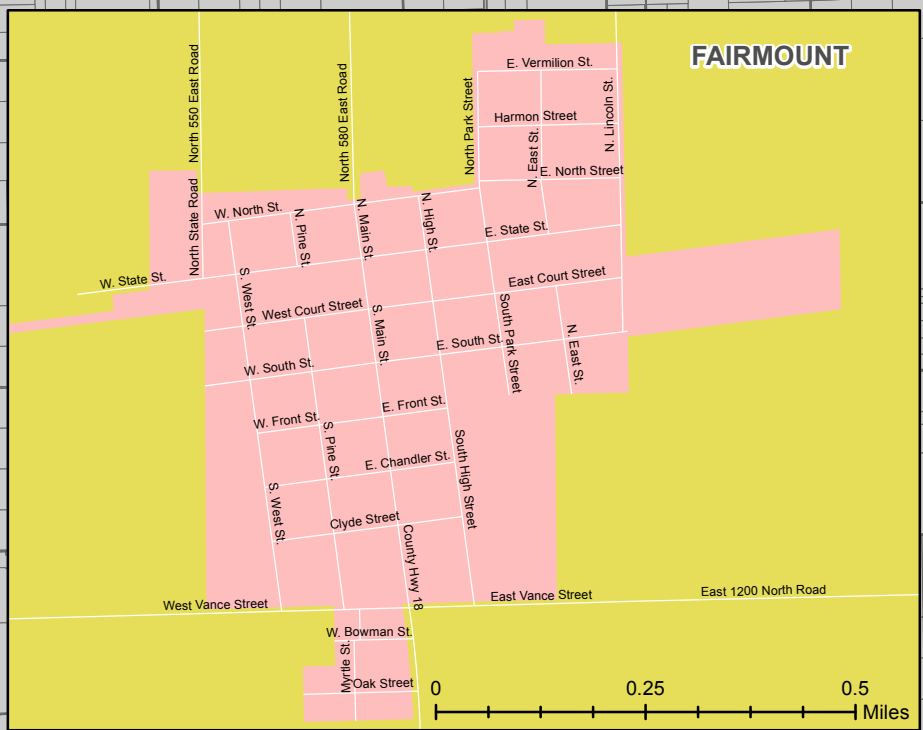 FAIRMOUNT
E. Vermilion St.
Harmon Street
E. North Street
North 550 East Road
North 580 East Road
North Park Street
N. East St.
N. Lincoln St.
North State Road
W. North St.
N. Pine St.
N. Main St.
N. High St.
E. State St.
W. State St.
S. West St.
West Court Street
East Court Street
S. Main St.
South Park Street
E. South St.
N. East St.
W. South St.
W. Front St.
E. Front St.
S. Pine St.
E. Chandler St.
South High Street
S. West St.
Clyde Street
County Hwy 18
West Vance Street
East Vance Street
East 1200 North Road
W. Bowman St.
Myrtle St.
Oak Street
0 0.25 0.5
Miles